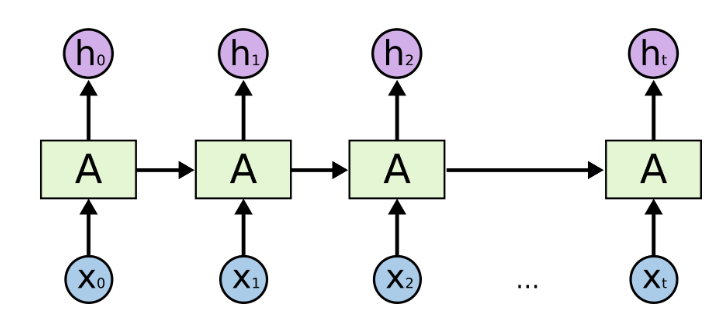 h₀ h₁ h₂ hₜ
A A A A
x₀ x₁ x₂ ... xₜ